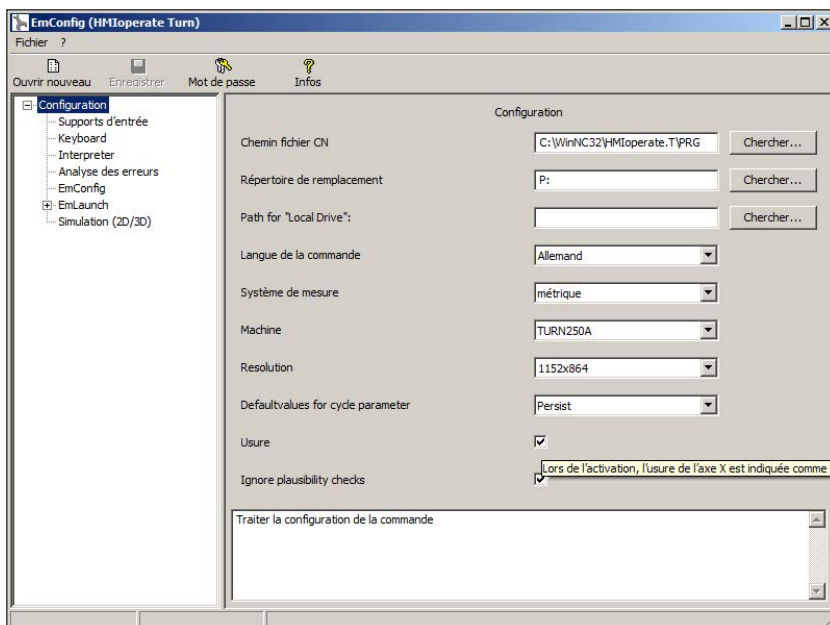 EmConfig (HMIoperate Turn)
Fichier ?
Ouvrir nouveau Enregistrer Mot de passe Infos
Configuration
Supports d'entrée
Keyboard
Interpreter
Analyse des erreurs
EmConfig
EmLaunch
Simulation (2D/3D)
Configuration
Chemin fichier CN C:\WinNC32\HMIoperate.T\PRG Chercher...
Répertoire de remplacement P: Chercher...
Path for "Local Drive": Chercher...
Langue de la commande Allemand
Système de mesure métrique
Machine TURN250A
Resolution 1152x864
Defaultvalues for cycle parameter Persist
Usure
Lors de l'activation, l'usure de l'axe X est indiquée comme
Ignore plausibility checks
Traiter la configuration de la commande